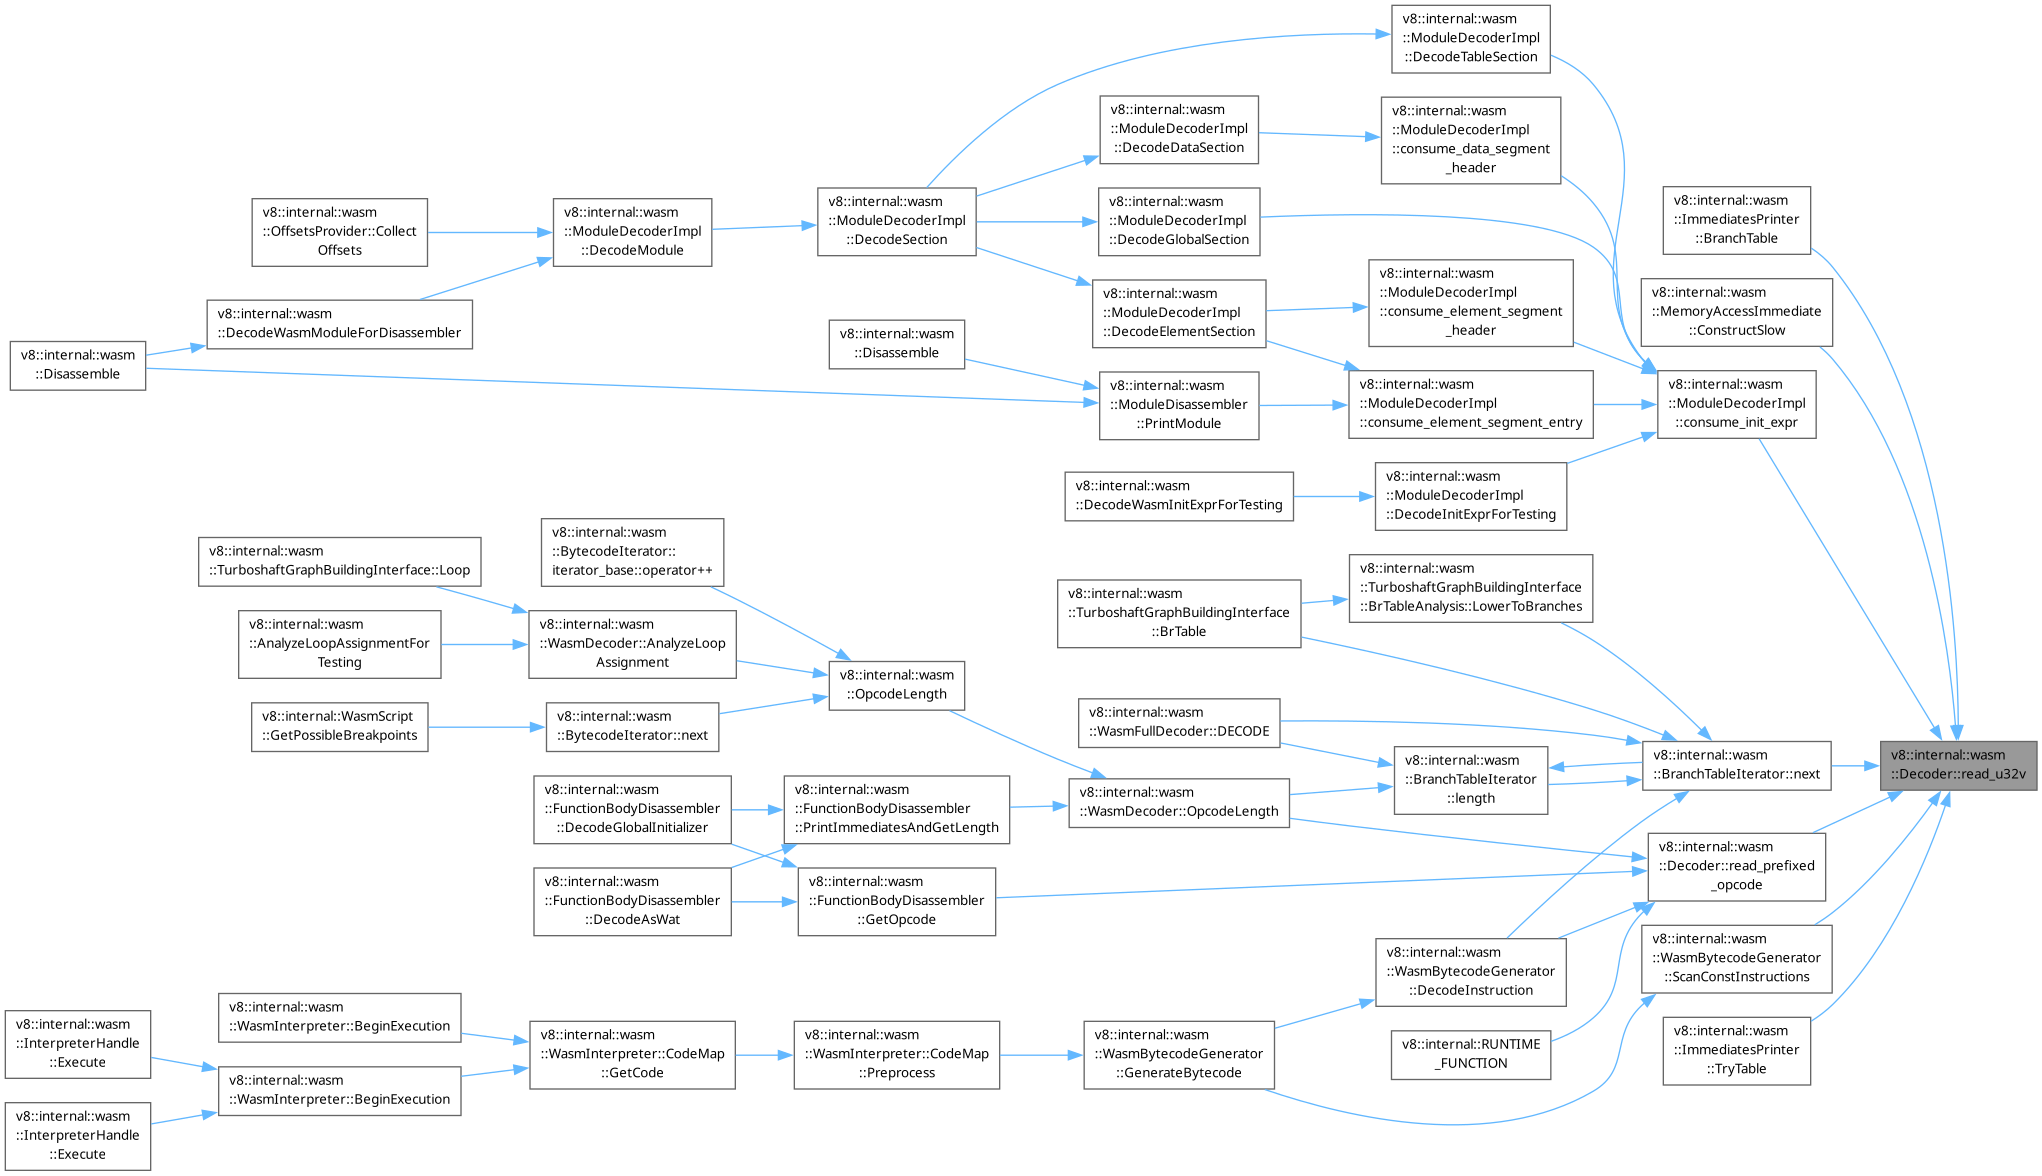 v8::internal::wasm
::ModuleDecoderImpl
::DecodeTableSection
v8::internal::wasm
::ModuleDecoderImpl
::DecodeDataSection
v8::internal::wasm
::ModuleDecoderImpl
::consume_data_segment
_header
v8::internal::wasm
::ImmediatesPrinter
::BranchTable
v8::internal::wasm
::OffsetsProvider::Collect
Offsets
v8::internal::wasm
::ModuleDecoderImpl
::DecodeModule
v8::internal::wasm
::ModuleDecoderImpl
::DecodeSection
v8::internal::wasm
::ModuleDecoderImpl
::DecodeGlobalSection
v8::internal::wasm
::MemoryAccessImmediate
::ConstructSlow
v8::internal::wasm
::ModuleDecoderImpl
::consume_element_segment
_header
v8::internal::wasm
::ModuleDecoderImpl
::DecodeElementSection
v8::internal::wasm
::DecodeWasmModuleForDisassembler
v8::internal::wasm
::Disassemble
v8::internal::wasm
::Disassemble
v8::internal::wasm
::ModuleDisassembler
::PrintModule
v8::internal::wasm
::ModuleDecoderImpl
::consume_element_segment_entry
v8::internal::wasm
::ModuleDecoderImpl
::consume_init_expr
v8::internal::wasm
::DecodeWasmInitExprForTesting
v8::internal::wasm
::ModuleDecoderImpl
::DecodeInitExprForTesting
v8::internal::wasm
::TurboshaftGraphBuildingInterface::Loop
v8::internal::wasm
::BytecodeIterator::
iterator_base::operator++
v8::internal::wasm
::TurboshaftGraphBuildingInterface
::BrTable
v8::internal::wasm
::TurboshaftGraphBuildingInterface
::BrTableAnalysis::LowerToBranches
v8::internal::wasm
::AnalyzeLoopAssignmentFor
Testing
v8::internal::wasm
::WasmDecoder::AnalyzeLoop
Assignment
v8::internal::wasm
::OpcodeLength
v8::internal::WasmScript
::GetPossibleBreakpoints
v8::internal::wasm
::BytecodeIterator::next
v8::internal::wasm
::WasmFullDecoder::DECODE
v8::internal::wasm
::BranchTableIterator
::length
v8::internal::wasm
::BranchTableIterator::next
v8::internal::wasm
::Decoder::read_u32v
v8::internal::wasm
::FunctionBodyDisassembler
::DecodeGlobalInitializer
v8::internal::wasm
::FunctionBodyDisassembler
::PrintImmediatesAndGetLength
v8::internal::wasm
::WasmDecoder::OpcodeLength
v8::internal::wasm
::Decoder::read_prefixed
_opcode
v8::internal::wasm
::FunctionBodyDisassembler
::DecodeAsWat
v8::internal::wasm
::FunctionBodyDisassembler
::GetOpcode
v8::internal::wasm
::WasmBytecodeGenerator
::DecodeInstruction
v8::internal::wasm
::WasmBytecodeGenerator
::ScanConstInstructions
v8::internal::wasm
::InterpreterHandle
::Execute
v8::internal::wasm
::WasmInterpreter::BeginExecution
v8::internal::wasm
::WasmInterpreter::CodeMap
::GetCode
v8::internal::wasm
::WasmInterpreter::CodeMap
::Preprocess
v8::internal::wasm
::WasmBytecodeGenerator
::GenerateBytecode
v8::internal::RUNTIME
_FUNCTION
v8::internal::wasm
::ImmediatesPrinter
::TryTable
v8::internal::wasm
::WasmInterpreter::BeginExecution
v8::internal::wasm
::InterpreterHandle
::Execute